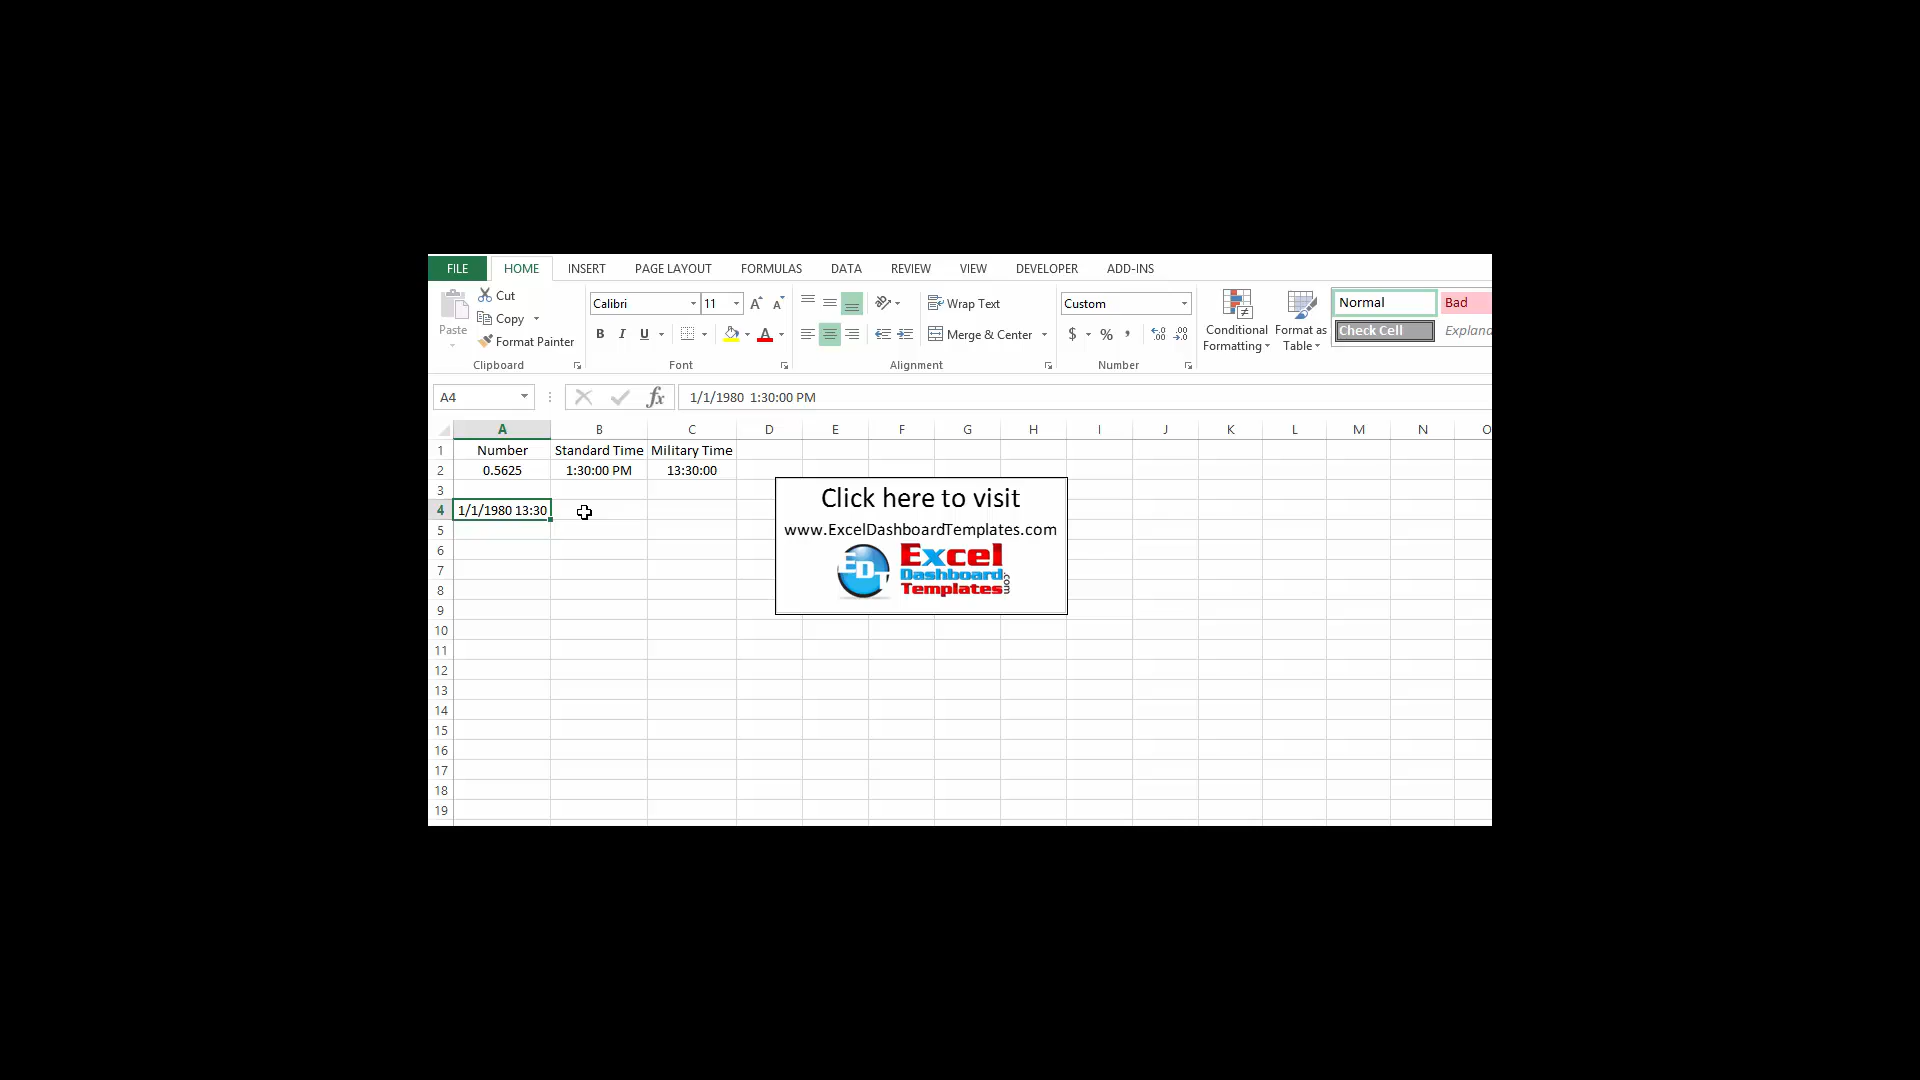 FILE HOME INSERT PAGE LAYOUT FORMULAS DATA REVIEW VIEW DEVELOPER ADD-INS
Paste
Cut
Copy
Format Painter
Clipboard
Calibri 11
B I U
Font
Wrap Text
Merge & Center
Alignment
Custom
$ % ,
Number
Conditional
Formatting
Format as
Table
Normal
Bad
Check Cell
Explana
A4
fx
1/1/1980 1:30:00 PM
A B C D E F G H I J K L M N O
1 Number Standard Time Military Time
2 0.5625 1:30:00 PM 13:30:00
3
4 1/1/1980 13:30
5
6
7
8
9
10
11
12
13
14
15
16
17
18
19
Click here to visit
www.ExcelDashboardTemplates.com
EDT
Excel
Dashboard
Templates
.com